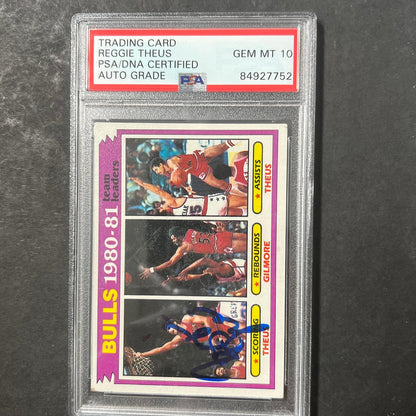 TRADING CARD
REGGIE THEUS
PSA/DNA CERTIFIED
AUTO GRADE
GEM MT 10
PSA
84927752
BULLS 1980-81
team
leaders
SCORING
THEUS
REBOUNDS
GILMORE
ASSISTS
THEUS